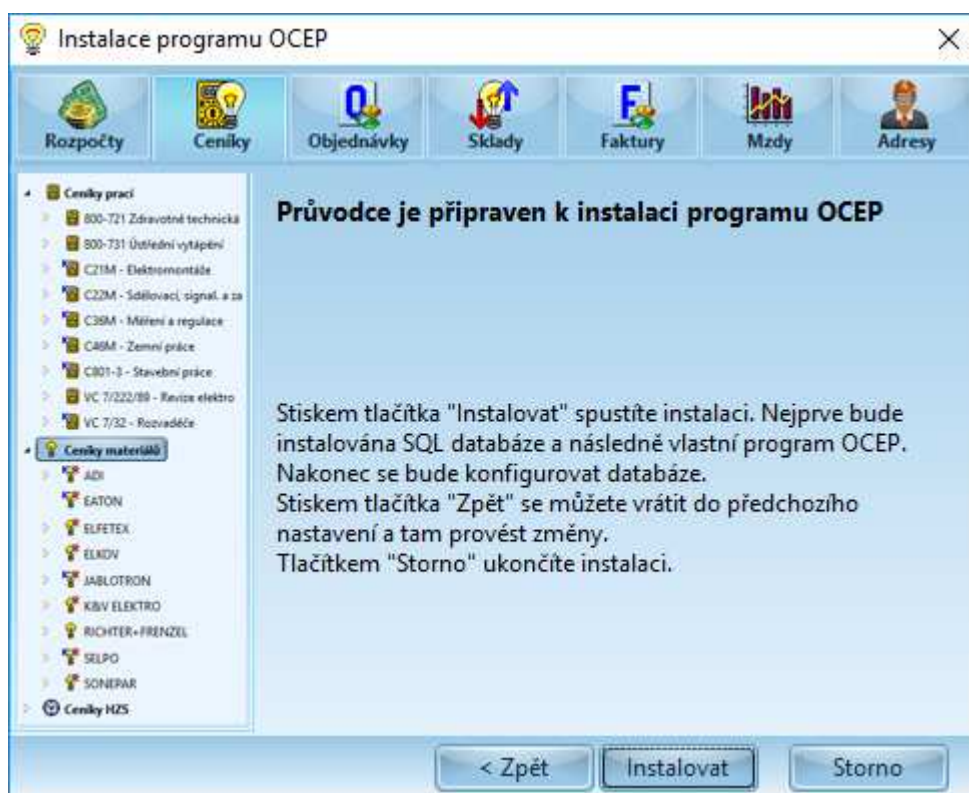 Instalace programu OCEP
Rozpočty
Ceníky
Objednávky
Sklady
Faktury
Mzdy
Adresy
Ceníky prací
800-721 Zdravotně technická
800-731 Ústřední vytápění
C21M - Elektromontáže
C22M - Sdělovací, signal. a za
C36M - Měření a regulace
C46M - Zemní práce
C801-3 - Stavební práce
VC 7/222/89 - Revize elektro
VC 7/32 - Rozvaděče
Ceníky materiálů
ADI
EATON
ELFETEX
ELKOV
JABLOTRON
K&V ELEKTRO
RICHTER+FRENZEL
SELPO
SONEPAR
Ceníky HZS
Průvodce je připraven k instalaci programu OCEP
Stiskem tlačítka "Instalovat" spustíte instalaci. Nejprve bude
instalována SQL databáze a následně vlastní program OCEP.
Nakonec se bude konfigurovat databáze.
Stiskem tlačítka "Zpět" se můžete vrátit do předchozího
nastavení a tam provést změny.
Tlačítkem "Storno" ukončíte instalaci.
< Zpět
Instalovat
Storno